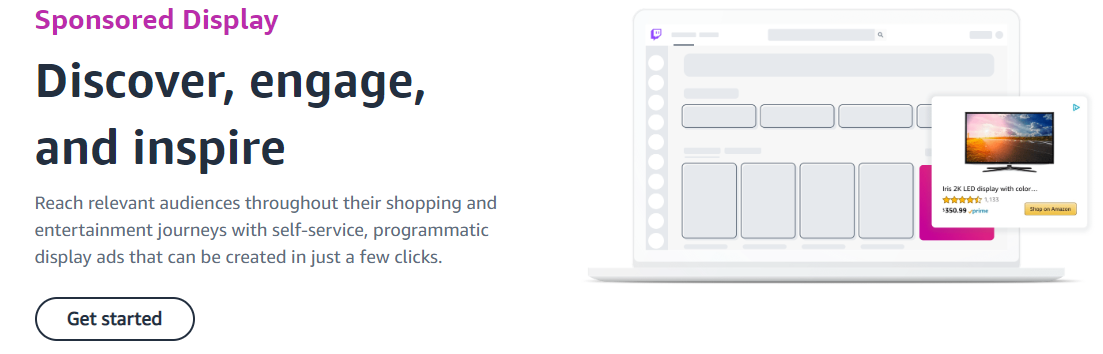 Sponsored Display
Discover, engage,
and inspire
Reach relevant audiences throughout their shopping and
entertainment journeys with self-service, programmatic
display ads that can be created in just a few clicks.
Get started
Iris 2K LED display with color...
1,133
$350.99 prime
Shop on Amazon